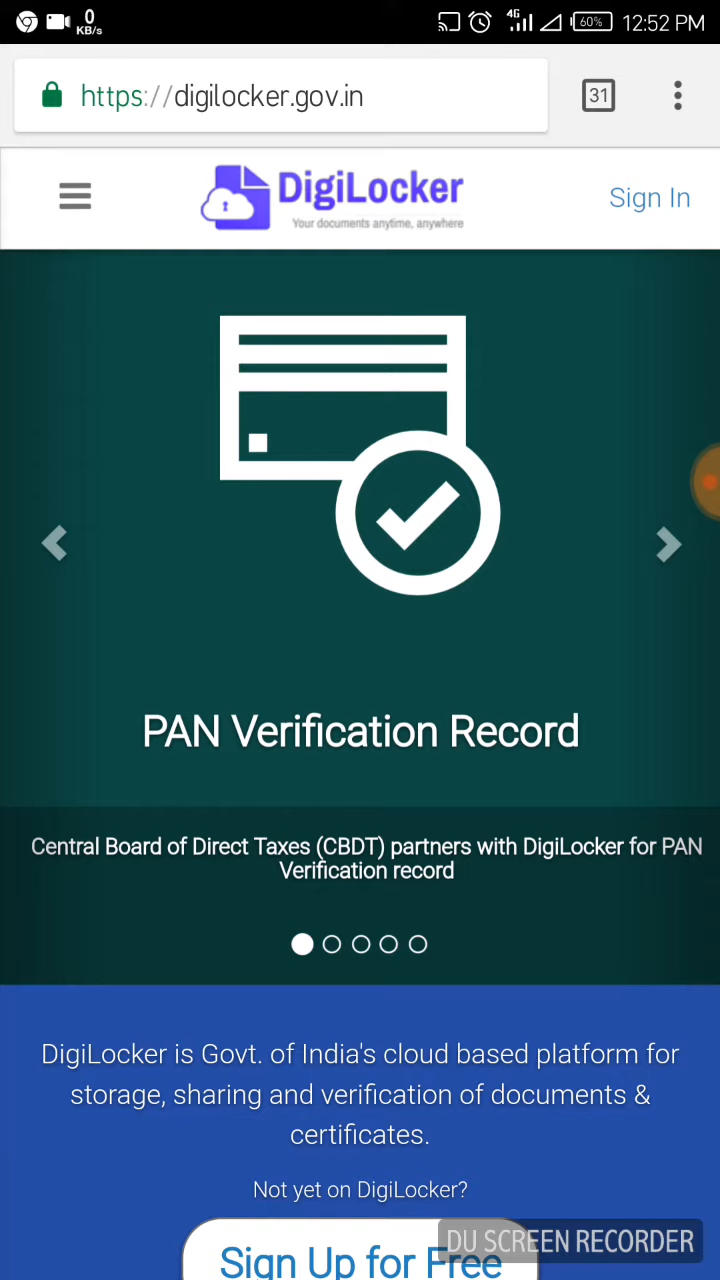 0
KB/s
4G
60%
12:52 PM
https://digilocker.gov.in
31
DigiLocker
Your documents anytime, anywhere
Sign In
PAN Verification Record
Central Board of Direct Taxes (CBDT) partners with DigiLocker for PAN
Verification record
DigiLocker is Govt. of India's cloud based platform for
storage, sharing and verification of documents &
certificates.
Not yet on DigiLocker?
Sign Up for Free
DU SCREEN RECORDER